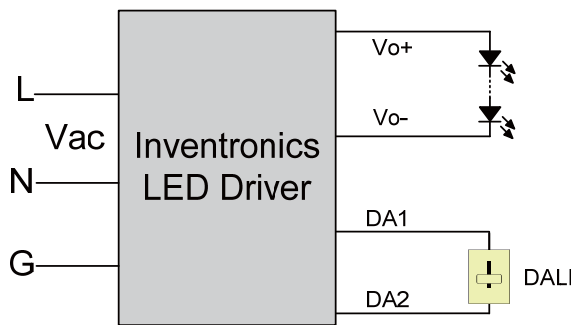 L
Vac
N
G
Inventronics
LED Driver
Vo+
Vo-
DA1
DA2
DALI